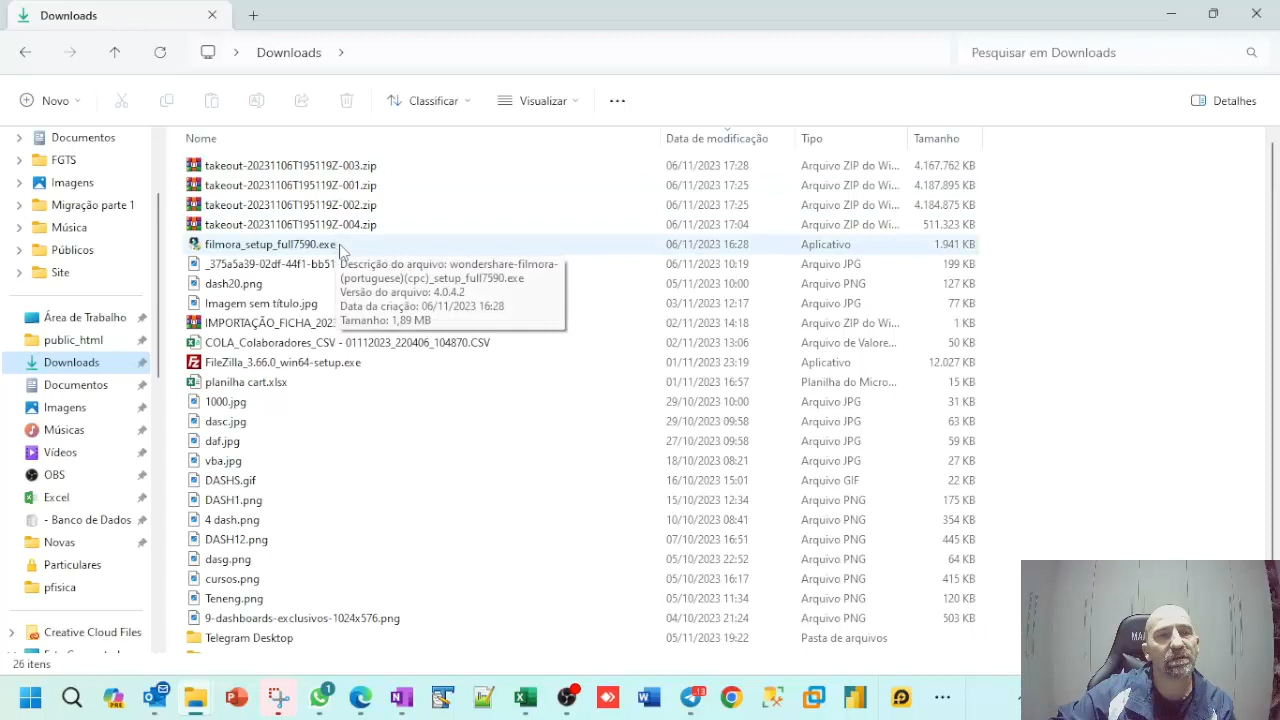 Downloads
Downloads
Pesquisar em Downloads
Novo
Classificar
Visualizar
Detalhes
Nome
Data de modificação
Tipo
Tamanho
Documentos
FGTS
Imagens
Migração parte 1
Música
Públicos
Site
Área de Trabalho
public_html
Downloads
Documentos
Imagens
Músicas
Vídeos
OBS
Excel
- Banco de Dados
Novas
Particulares
pfisica
Creative Cloud Files
takeout-20231106T195119Z-003.zip 06/11/2023 17:28 Arquivo ZIP do Wi... 4.167.762 KB
takeout-20231106T195119Z-001.zip 06/11/2023 17:25 Arquivo ZIP do Wi... 4.187.895 KB
takeout-20231106T195119Z-002.zip 06/11/2023 17:25 Arquivo ZIP do Wi... 4.184.875 KB
takeout-20231106T195119Z-004.zip 06/11/2023 17:04 Arquivo ZIP do Wi... 511.323 KB
filmora_setup_full7590.exe 06/11/2023 16:28 Aplicativo 1.941 KB
_375a5a39-02df-44f1-bb51 06/11/2023 10:19 Arquivo JPG 199 KB
dash20.png 05/11/2023 10:00 Arquivo PNG 127 KB
Imagem sem título.jpg 03/11/2023 12:17 Arquivo JPG 77 KB
IMPORTAÇÃO_FICHA_202 02/11/2023 14:18 Arquivo ZIP do Wi... 1 KB
COLA_Colaboradores_CSV - 01112023_220406_104870.CSV 02/11/2023 13:06 Arquivo de Valore... 50 KB
FileZilla_3.66.0_win64-setup.exe 01/11/2023 23:19 Aplicativo 12.027 KB
planilha cart.xlsx 01/11/2023 16:57 Planilha do Micro... 15 KB
1000.jpg 29/10/2023 10:00 Arquivo JPG 31 KB
dasc.jpg 29/10/2023 09:58 Arquivo JPG 63 KB
daf.jpg 27/10/2023 09:58 Arquivo JPG 59 KB
vba.jpg 18/10/2023 08:21 Arquivo JPG 27 KB
DASHS.gif 16/10/2023 15:01 Arquivo GIF 22 KB
DASH1.png 15/10/2023 12:34 Arquivo PNG 175 KB
4 dash.png 10/10/2023 08:41 Arquivo PNG 354 KB
DASH12.png 07/10/2023 16:51 Arquivo PNG 445 KB
dasg.png 05/10/2023 22:52 Arquivo PNG 64 KB
cursos.png 05/10/2023 16:17 Arquivo PNG 415 KB
Teneng.png 05/10/2023 11:34 Arquivo PNG 120 KB
9-dashboards-exclusivos-1024x576.png 04/10/2023 21:24 Arquivo PNG 503 KB
Telegram Desktop 05/11/2023 19:22 Pasta de arquivos
Descrição do arquivo: wondershare-filmora-
(portuguese)(cpc)_setup_full7590.exe
Versão do arquivo: 4.0.4.2
Data da criação: 06/11/2023 16:28
Tamanho: 1,89 MB
26 itens
PRE
1
13